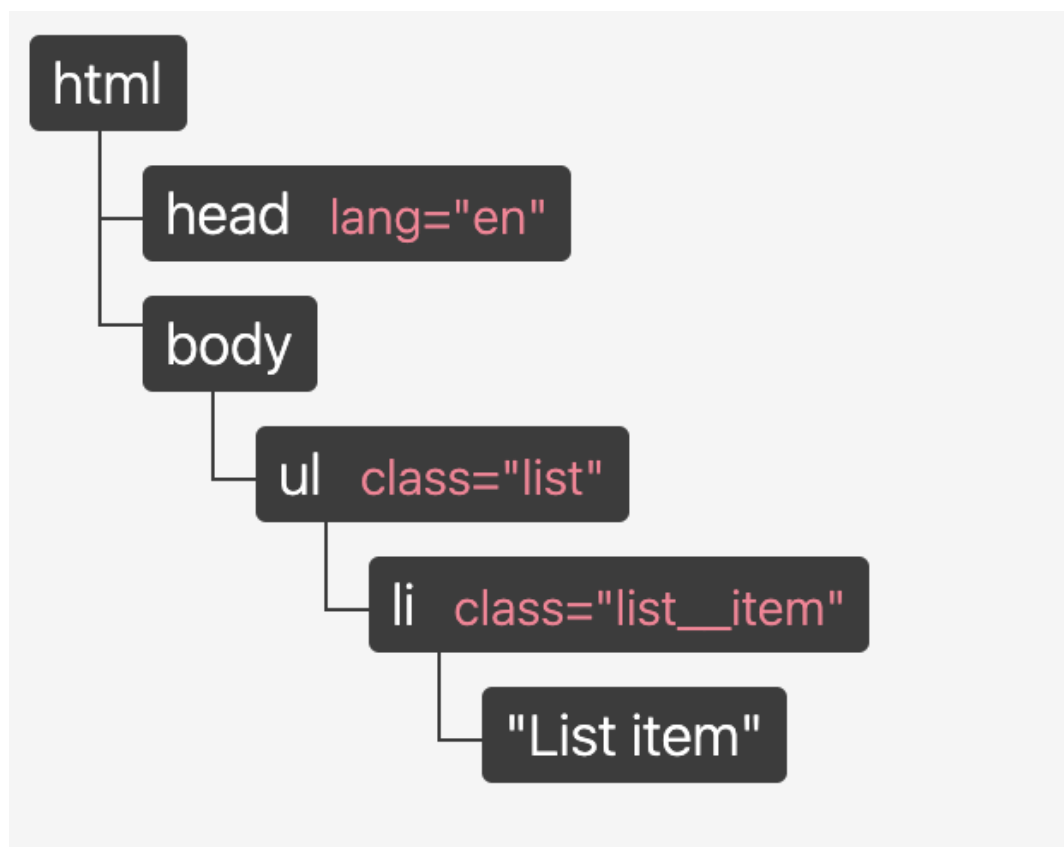 html
head lang="en"
body
ul class="list"
li class="list__item"
"List item"